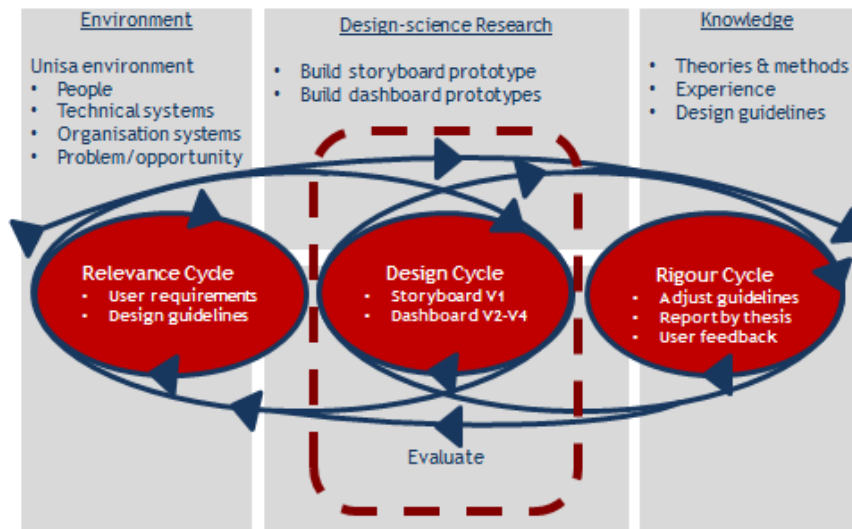 Environment
Unisa environment
• People
• Technical systems
• Organisation systems
• Problem/opportunity
Design-science Research
• Build storyboard prototype
• Build dashboard prototypes
Knowledge
• Theories & methods
• Experience
• Design guidelines
Relevance Cycle
• User requirements
• Design guidelines
Design Cycle
• Storyboard V1
• Dashboard V2-V4
Rigour Cycle
• Adjust guidelines
• Report by thesis
• User feedback
Evaluate